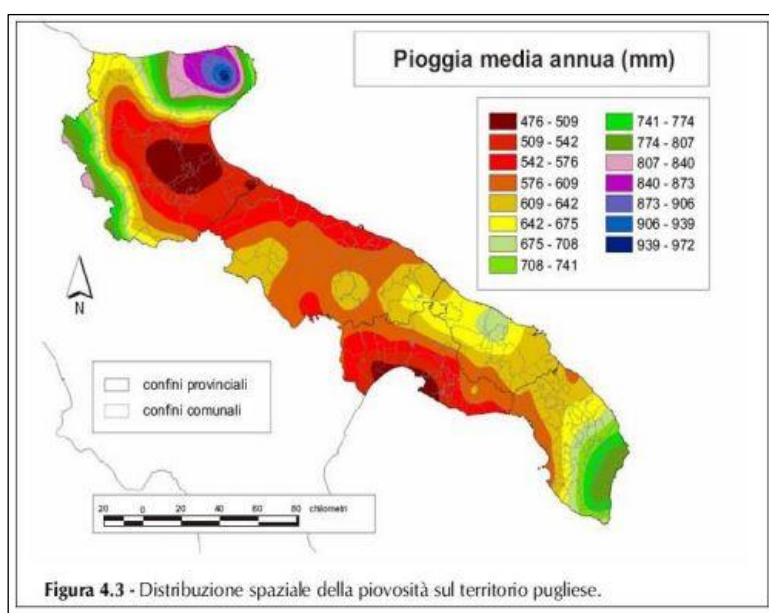 Pioggia media annua (mm)
476 - 509
509 - 542
542 - 576
576 - 609
609 - 642
642 - 675
675 - 708
708 - 741
741 - 774
774 - 807
807 - 840
840 - 873
873 - 906
906 - 939
939 - 972
N
confini provinciali
confini comunali
20 0 20 40 60 80 chilometri
Figura 4.3 - Distribuzione spaziale della piovosità sul territorio pugliese.